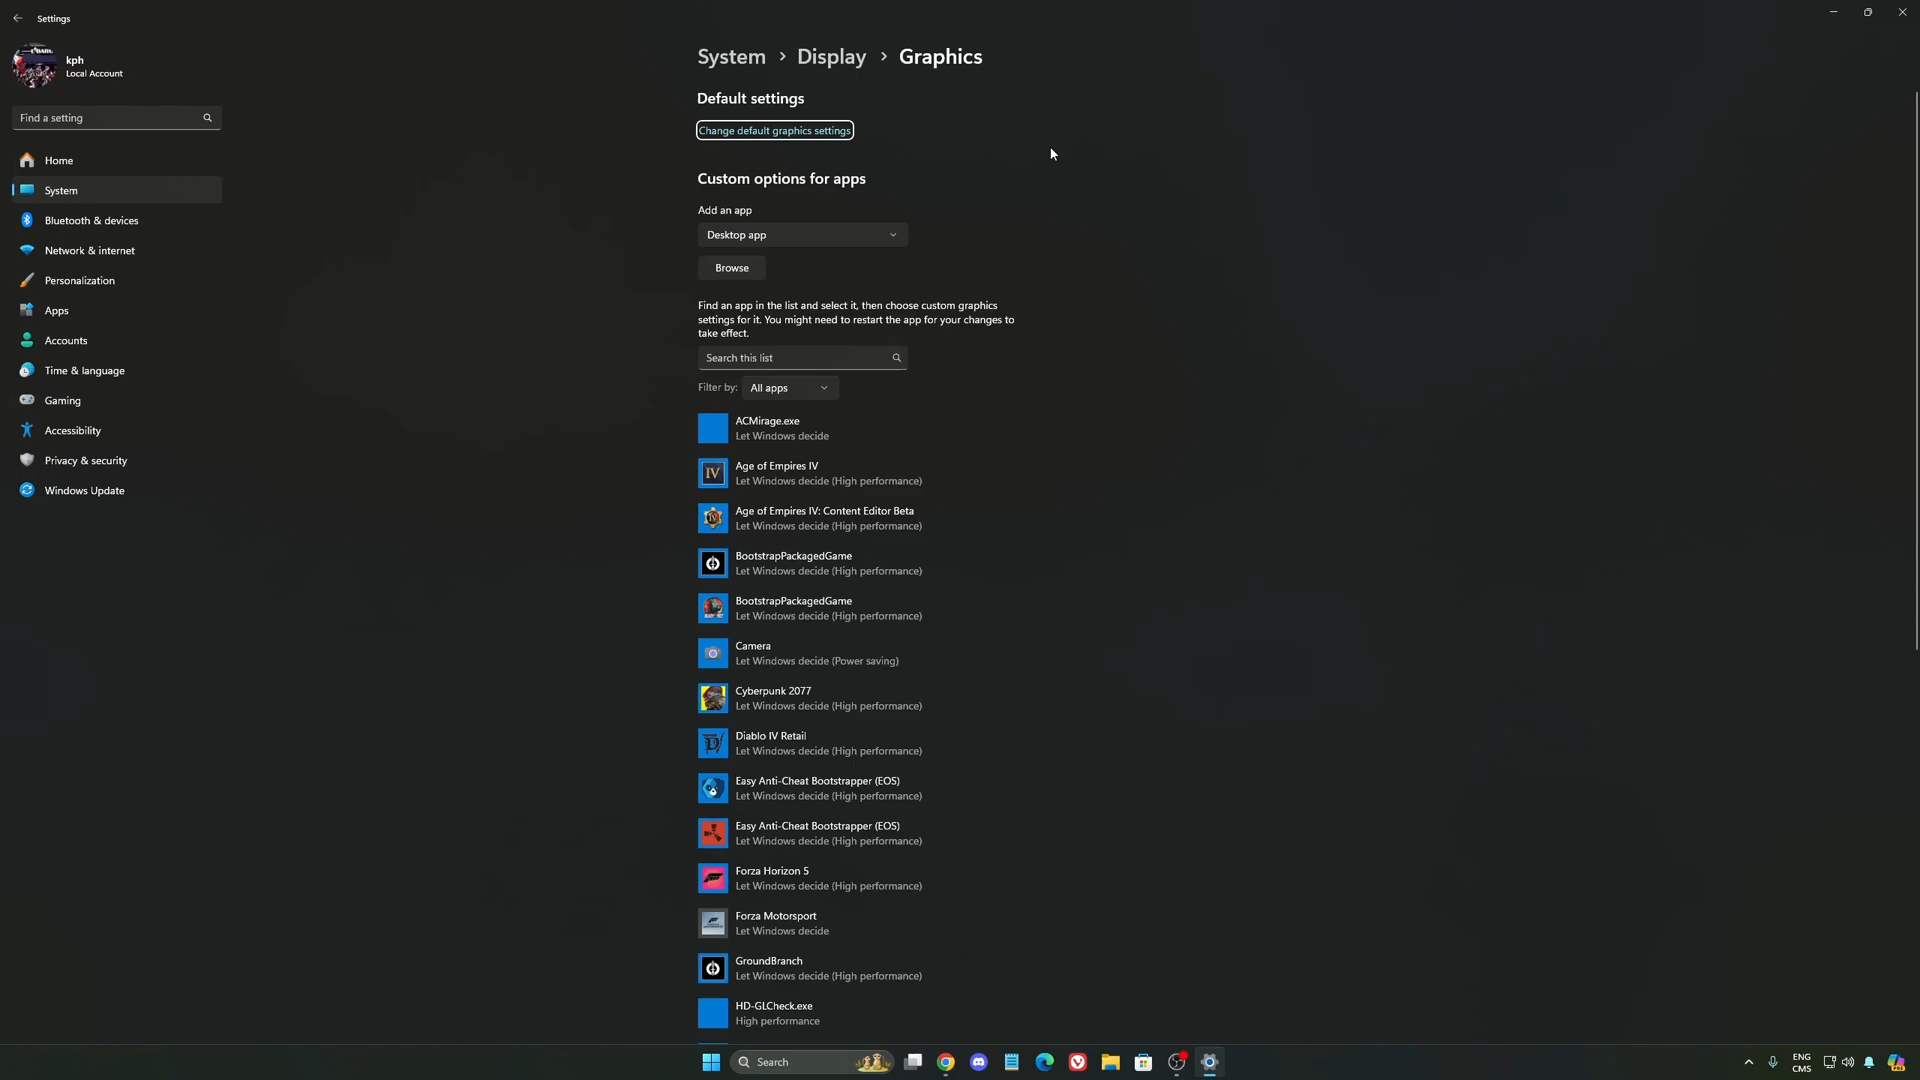 Settings
kph
Local Account
Find a setting
Home
System
Bluetooth & devices
Network & internet
Personalization
Apps
Accounts
Time & language
Gaming
Accessibility
Privacy & security
Windows Update
System > Display > Graphics
Default settings
Change default graphics settings
Custom options for apps
Add an app
Desktop app
Browse
Find an app in the list and select it, then choose custom graphics
settings for it. You might need to restart the app for your changes to
take effect.
Search this list
Filter by: All apps
ACMirage.exe
Let Windows decide
Age of Empires IV
Let Windows decide (High performance)
Age of Empires IV: Content Editor Beta
Let Windows decide (High performance)
BootstrapPackagedGame
Let Windows decide (High performance)
BootstrapPackagedGame
Let Windows decide (High performance)
Camera
Let Windows decide (Power saving)
Cyberpunk 2077
Let Windows decide (High performance)
Diablo IV Retail
Let Windows decide (High performance)
Easy Anti-Cheat Bootstrapper (EOS)
Let Windows decide (High performance)
Easy Anti-Cheat Bootstrapper (EOS)
Let Windows decide (High performance)
Forza Horizon 5
Let Windows decide (High performance)
Forza Motorsport
Let Windows decide
GroundBranch
Let Windows decide (High performance)
HD-GLCheck.exe
High performance
Search
ENG
CMS